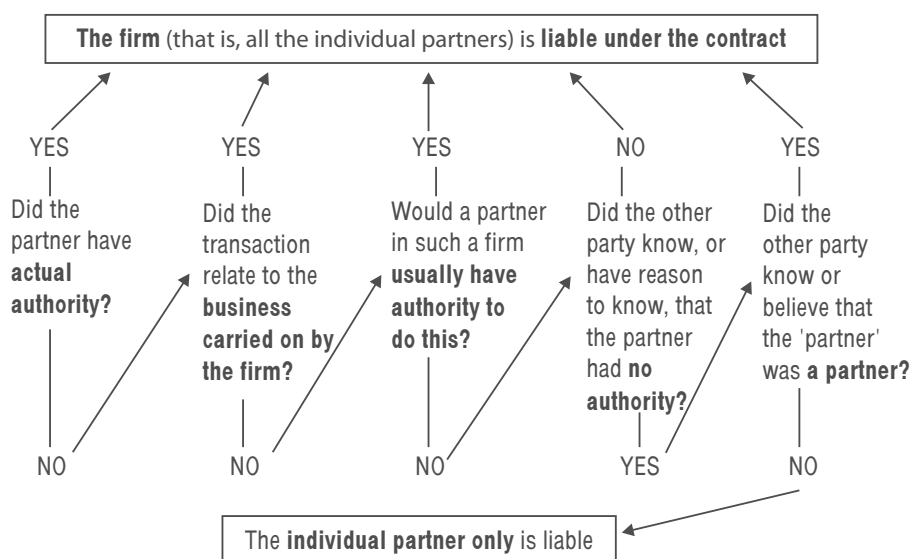 The firm (that is, all the individual partners) is liable under the contract
YES
YES
YES
NO
YES
Did the
partner have
actual
authority?
Did the
transaction
relate to the
business
carried on by
the firm?
Would a partner
in such a firm
usually have
authority to
do this?
Did the other
party know, or
have reason
to know, that
the partner
had no
authority?
Did the
other party
know or
believe that
the 'partner'
was a partner?
NO
NO
NO
YES
NO
The individual partner only is liable